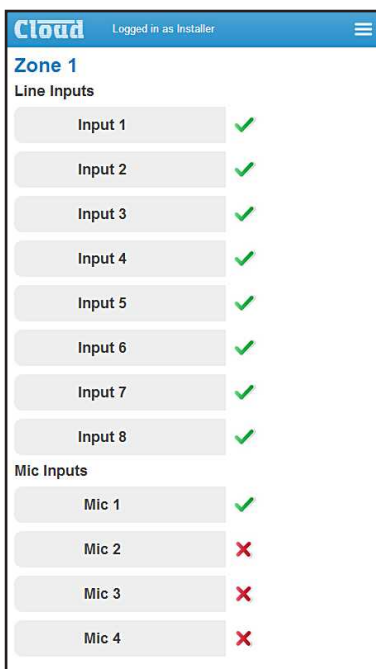 Cloud Logged in as Installer
Zone 1
Line Inputs
Input 1
Input 2
Input 3
Input 4
Input 5
Input 6
Input 7
Input 8
Mic Inputs
Mic 1
Mic 2
Mic 3
Mic 4